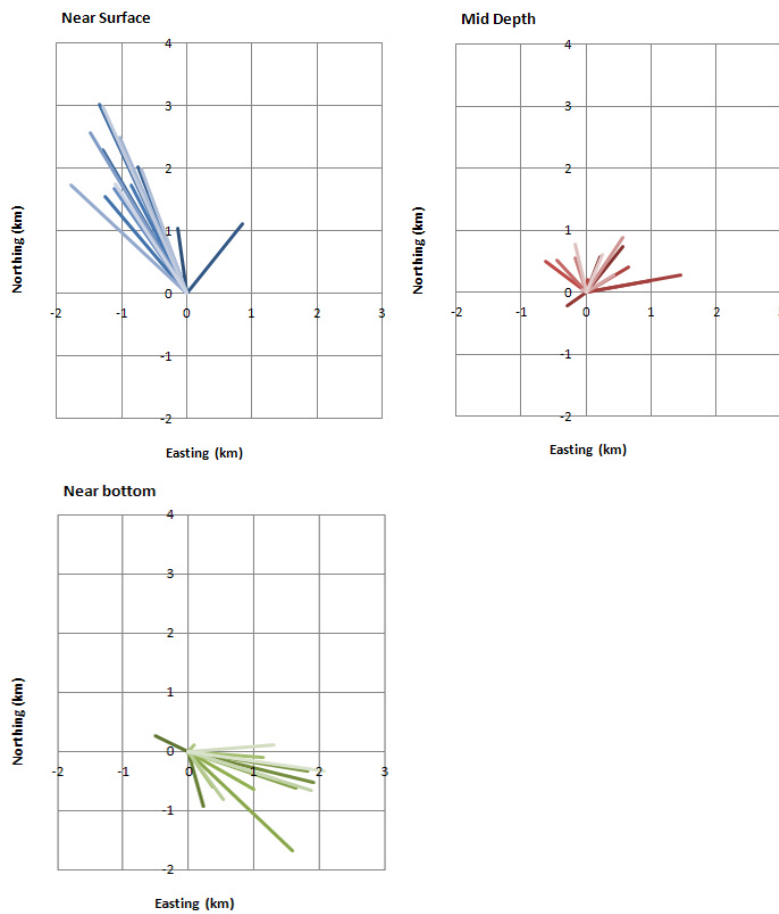 Near Surface
4
3
2
1
0
-1
-2
-2 -1 0 1 2 3
Northing (km)
Easting (km)
Mid Depth
4
3
2
1
0
-1
-2
-2 -1 0 1 2
Northing (km)
Easting (km)
Near bottom
4
3
2
1
0
-1
-2
-2 -1 0 1 2 3
Northing (km)
Easting (km)